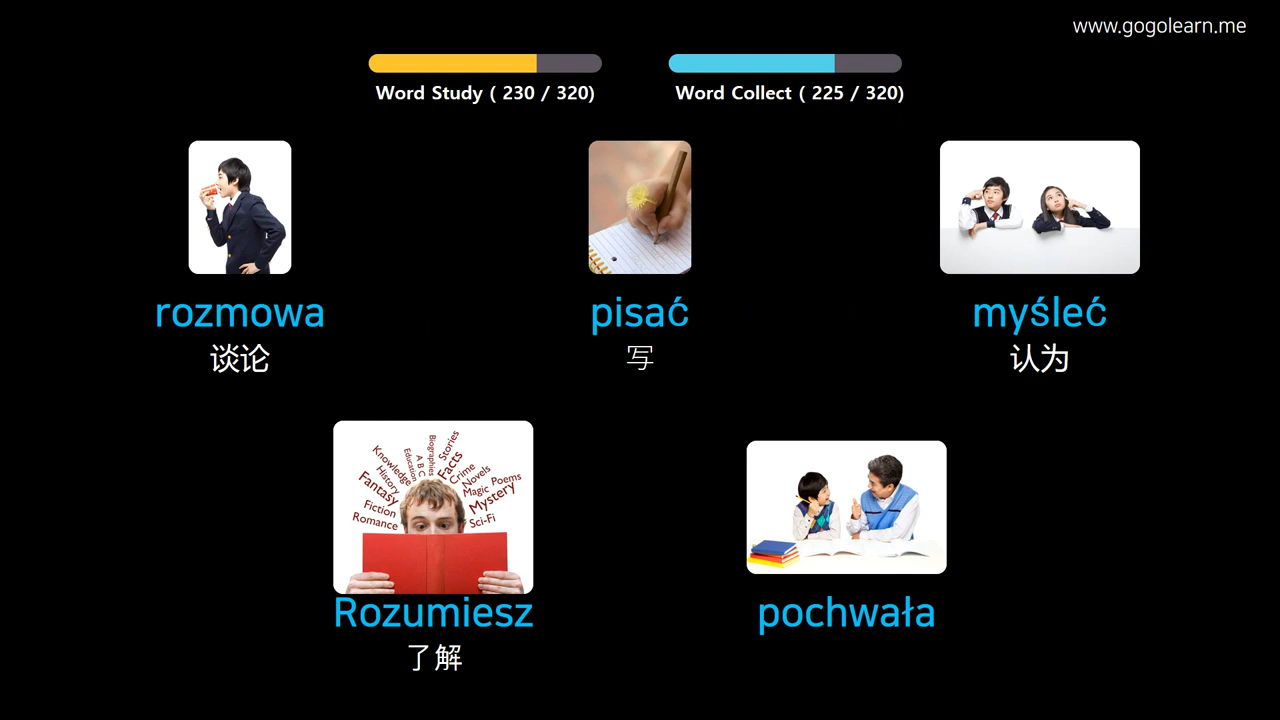 www.gogolearn.me
Word Study ( 230 / 320)
Word Collect ( 225 / 320)
rozmowa
谈论
pisać
写
myśleć
认为
Knowledge
History
Fantasy
Fiction
Romance
Education
A B C
Biographies
Stories
Facts
Crime
Novels
Magic
Poems
Mystery
Sci-Fi
Rozumiesz
了解
pochwała